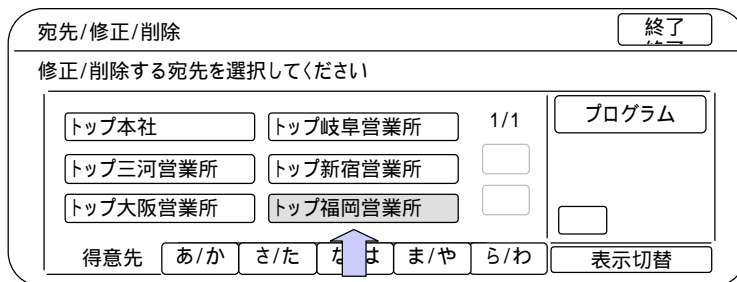 宛先/修正/削除 終了
修正/削除する宛先を選択してください
トップ本社 トップ岐阜営業所 1/1 プログラム
トップ三河営業所 トップ新宿営業所
トップ大阪営業所 トップ福岡営業所
得意先 あ/か さ/た な は ま/や ら/わ 表示切替